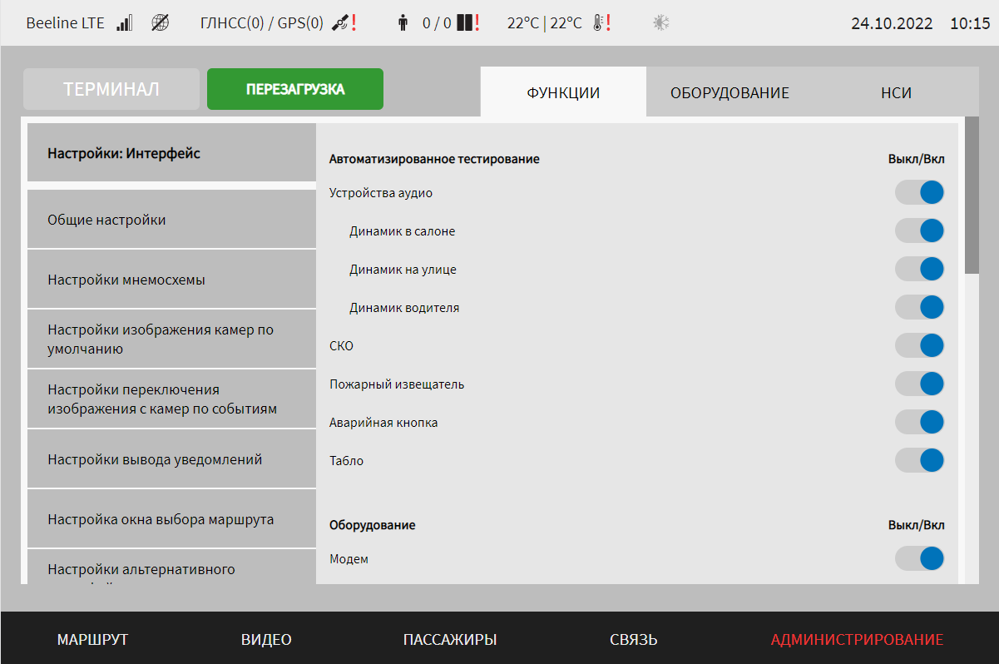 Beeline LTE ГЛНСС(0) / GPS(0) ! 0 / 0 ! 22°C | 22°C ! 24.10.2022 10:15
ТЕРМИНАЛ ПЕРЕЗАГРУЗКА ФУНКЦИИ ОБОРУДОВАНИЕ НСИ
Настройки: Интерфейс
Общие настройки
Настройки мнемосхемы
Настройки изображения камер по
умолчанию
Настройки переключения
изображения с камер по событиям
Настройки вывода уведомлений
Настройка окна выбора маршрута
Настройки альтернативного
Автоматизированное тестирование Выкл/Вкл
Устройства аудио
Динамик в салоне
Динамик на улице
Динамик водителя
СКО
Пожарный извещатель
Аварийная кнопка
Табло
Оборудование Выкл/Вкл
Модем
МАРШРУТ ВИДЕО ПАССАЖИРЫ СВЯЗЬ АДМИНИСТРИРОВАНИЕ